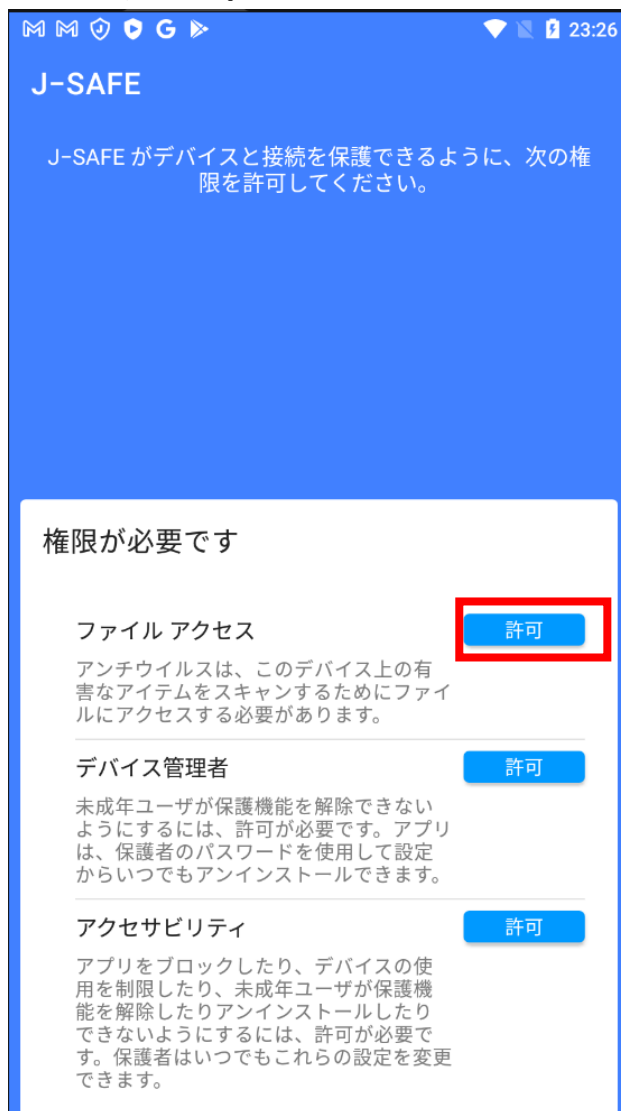 23:26
J-SAFE
J-SAFE がデバイスと接続を保護できるように、次の権
限を許可してください。
権限が必要です
ファイル アクセス
許可
アンチウイルスは、このデバイス上の有
害なアイテムをスキャンするためにファイ
ルにアクセスする必要があります。
デバイス管理者
許可
未成年ユーザが保護機能を解除できない
ようにするには、許可が必要です。アプリ
は、保護者のパスワードを使用して設定
からいつでもアンインストールできます。
アクセサビリティ
許可
アプリをブロックしたり、デバイスの使
用を制限したり、未成年ユーザが保護機
能を解除したりアンインストールしたり
できないようにするには、許可が必要で
す。保護者はいつでもこれらの設定を変更
できます。